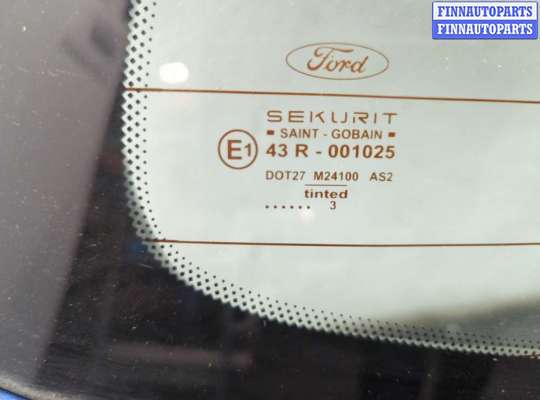 FINNAUTOPARTS
FINNAUTOPARTS
Ford
SEKURIT
SAINT - GOBAIN
E1 43 R - 001025
DOT27 M24100 AS2
tinted
...... 3